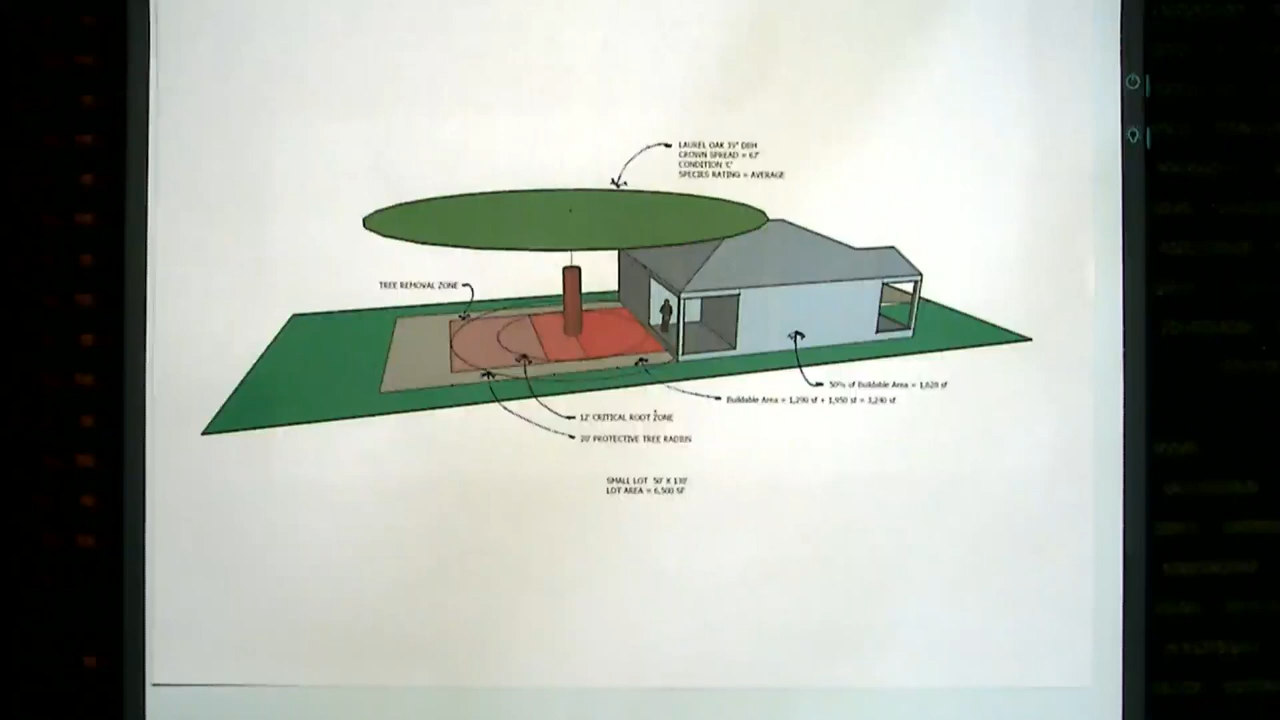 LAUREL OAK 39" DBH
CROWN SPREAD = 67'
CONDITION 'C'
SPECIES RATING = AVERAGE
TREE REMOVAL ZONE
50% of Buildable Area = 1,620 sf
Buildable Area = 1,290 sf + 1,950 sf = 3,240 sf
12' CRITICAL ROOT ZONE
20' PROTECTIVE TREE RADIUS
SMALL LOT 50' X 130'
LOT AREA = 6,500 SF